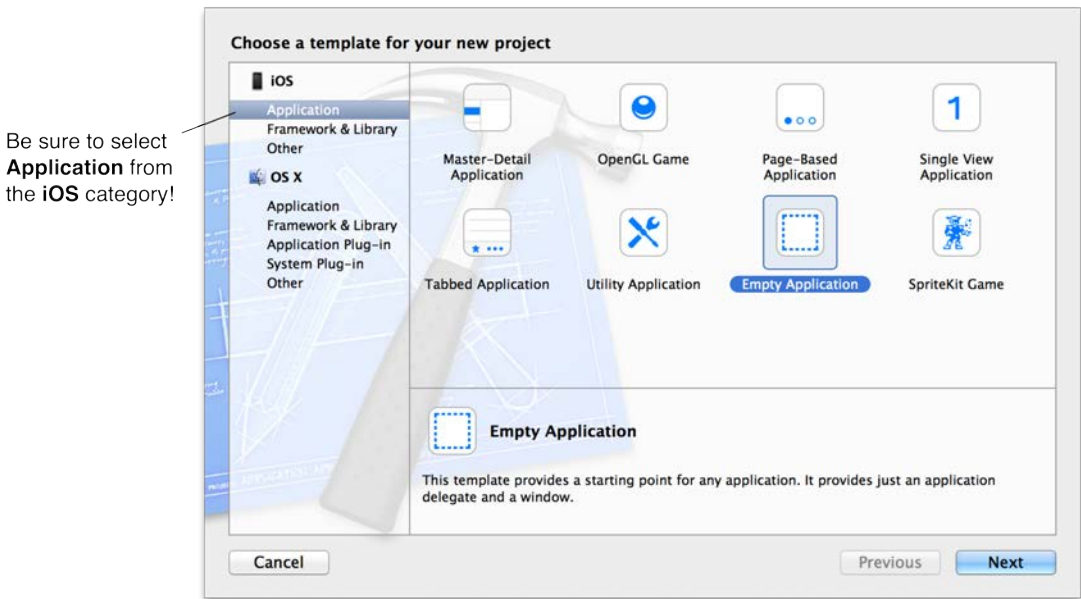 Choose a template for your new project
iOS
Application
Framework & Library
Other
OS X
Application
Framework & Library
Application Plug-in
System Plug-in
Other
Be sure to select
Application from
the iOS category!
Master-Detail
Application
OpenGL Game
Page-Based
Application
1
Single View
Application
Tabbed Application
Utility Application
Empty Application
SpriteKit Game
Empty Application
This template provides a starting point for any application. It provides just an application
delegate and a window.
Cancel
Previous
Next